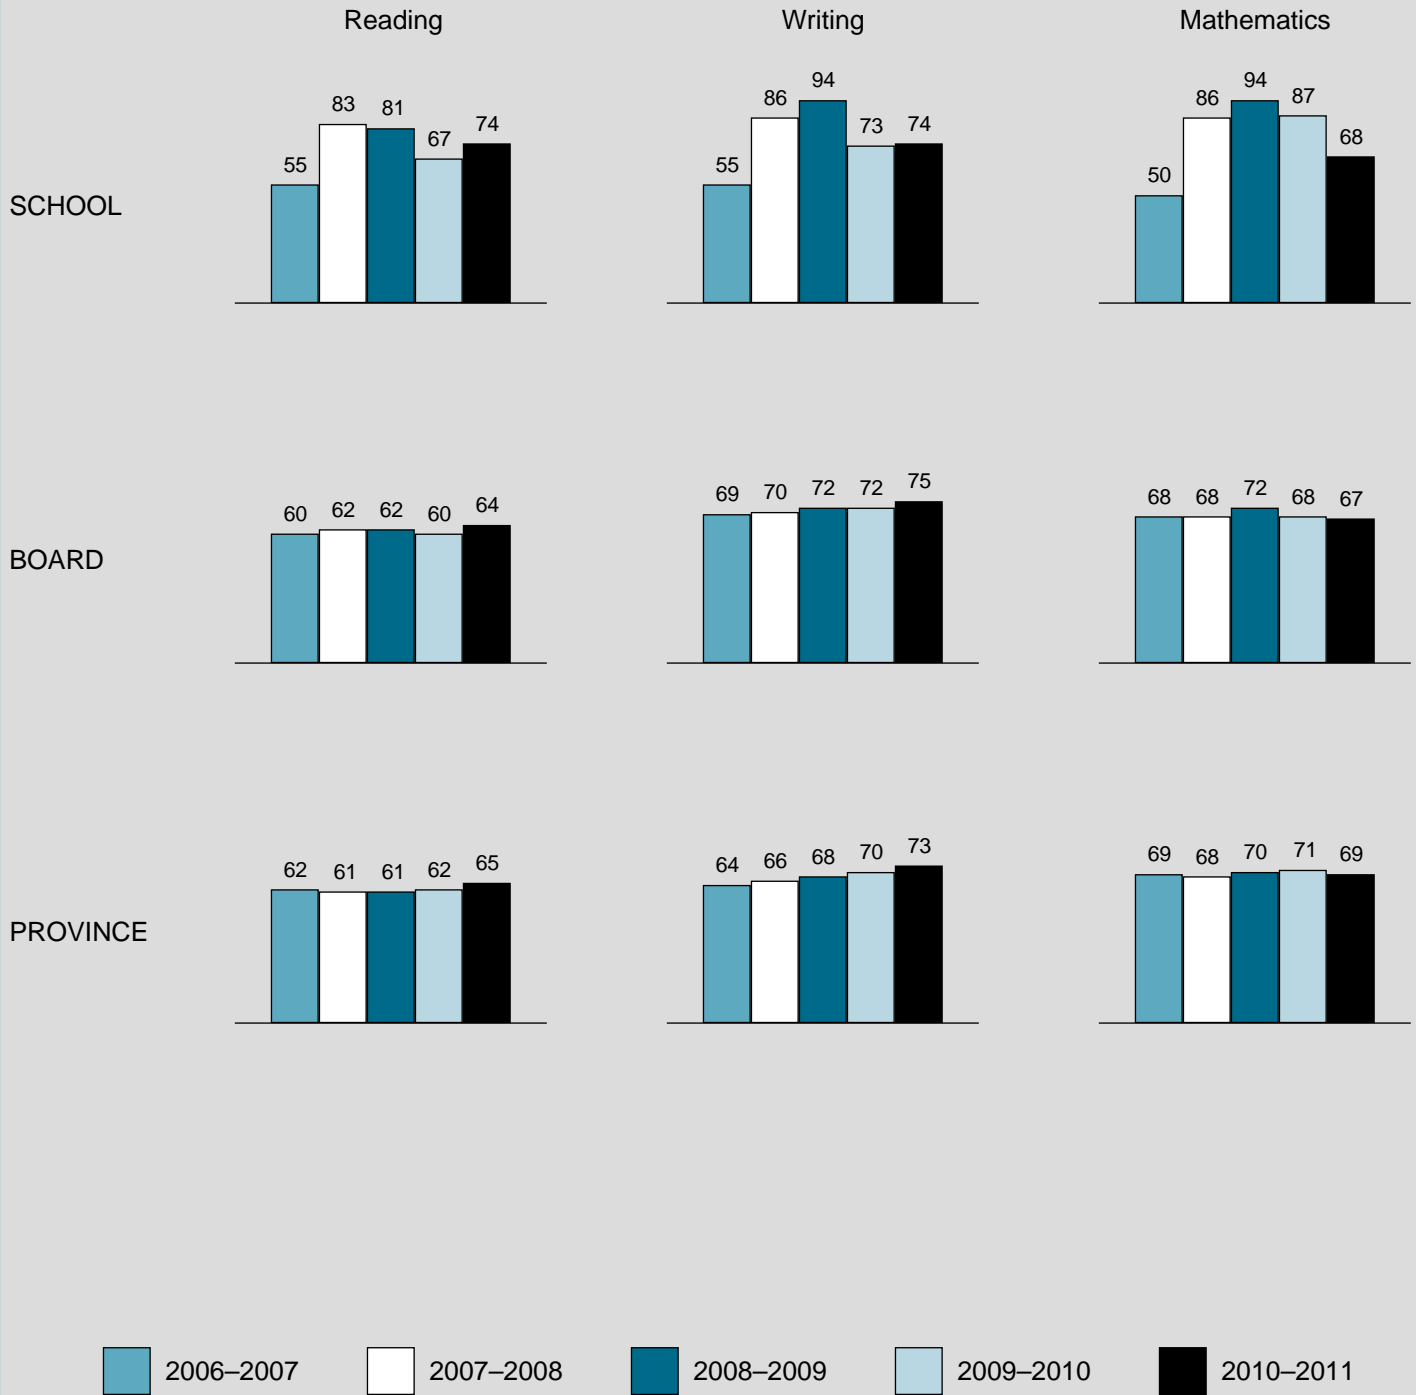 Reading Writing Mathematics
SCHOOL
55 83 81 67 74
55 86 94 73 74
50 86 94 87 68
BOARD
60 62 62 60 64
69 70 72 72 75
68 68 72 68 67
PROVINCE
62 61 61 62 65
64 66 68 70 73
69 68 70 71 69
2006–2007 2007–2008 2008–2009 2009–2010 2010–2011